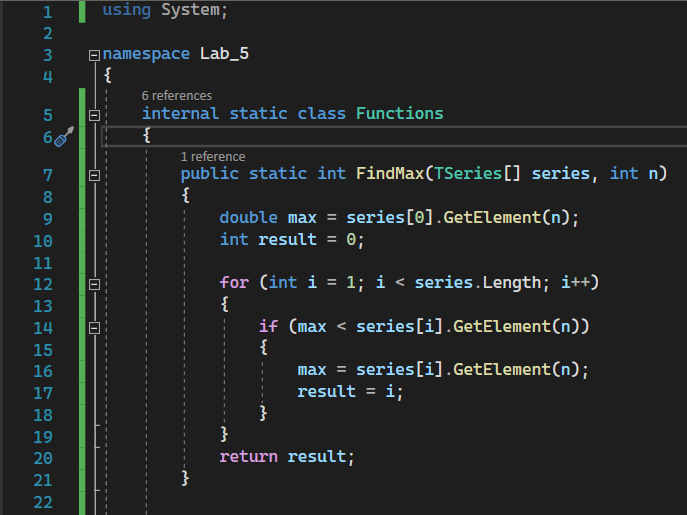 1 using System;
2
3 namespace Lab_5
4 {
6 references
5 internal static class Functions
6 {
1 reference
7 public static int FindMax(TSeries[] series, int n)
8 {
9 double max = series[0].GetElement(n);
10 int result = 0;
11
12 for (int i = 1; i < series.Length; i++)
13 {
14 if (max < series[i].GetElement(n))
15 {
16 max = series[i].GetElement(n);
17 result = i;
18 }
19 }
20 return result;
21 }
22